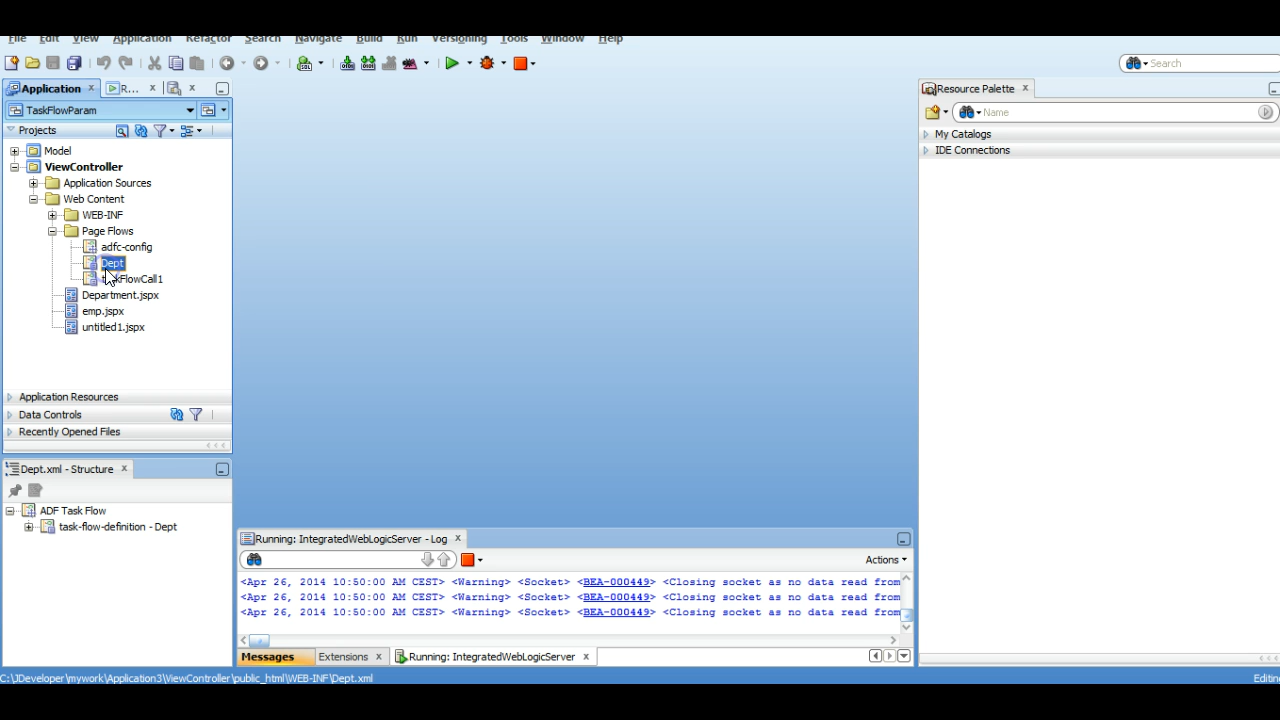 File Edit View Application Refactor Search Navigate Build Run Versioning Tools Window Help
Search
Application
R...
Resource Palette
TaskFlowParam
Name
Projects
My Catalogs
Model
IDE Connections
ViewController
Application Sources
Web Content
WEB-INF
Page Flows
adfc-config
Dept
FlowCall1
Department.jspx
emp.jspx
untitled1.jspx
Application Resources
Data Controls
Recently Opened Files
Dept.xml - Structure
ADF Task Flow
task-flow-definition - Dept
Running: IntegratedWebLogicServer - Log
Actions
<Apr 26, 2014 10:50:00 AM CEST> <Warning> <Socket> <BEA-000449> <Closing socket as no data read from
<Apr 26, 2014 10:50:00 AM CEST> <Warning> <Socket> <BEA-000449> <Closing socket as no data read from
<Apr 26, 2014 10:50:00 AM CEST> <Warning> <Socket> <BEA-000449> <Closing socket as no data read from
Messages Extensions Running: IntegratedWebLogicServer
C:\JDeveloper\mywork\Application3\ViewController\public_html\WEB-INF\Dept.xml
Editin